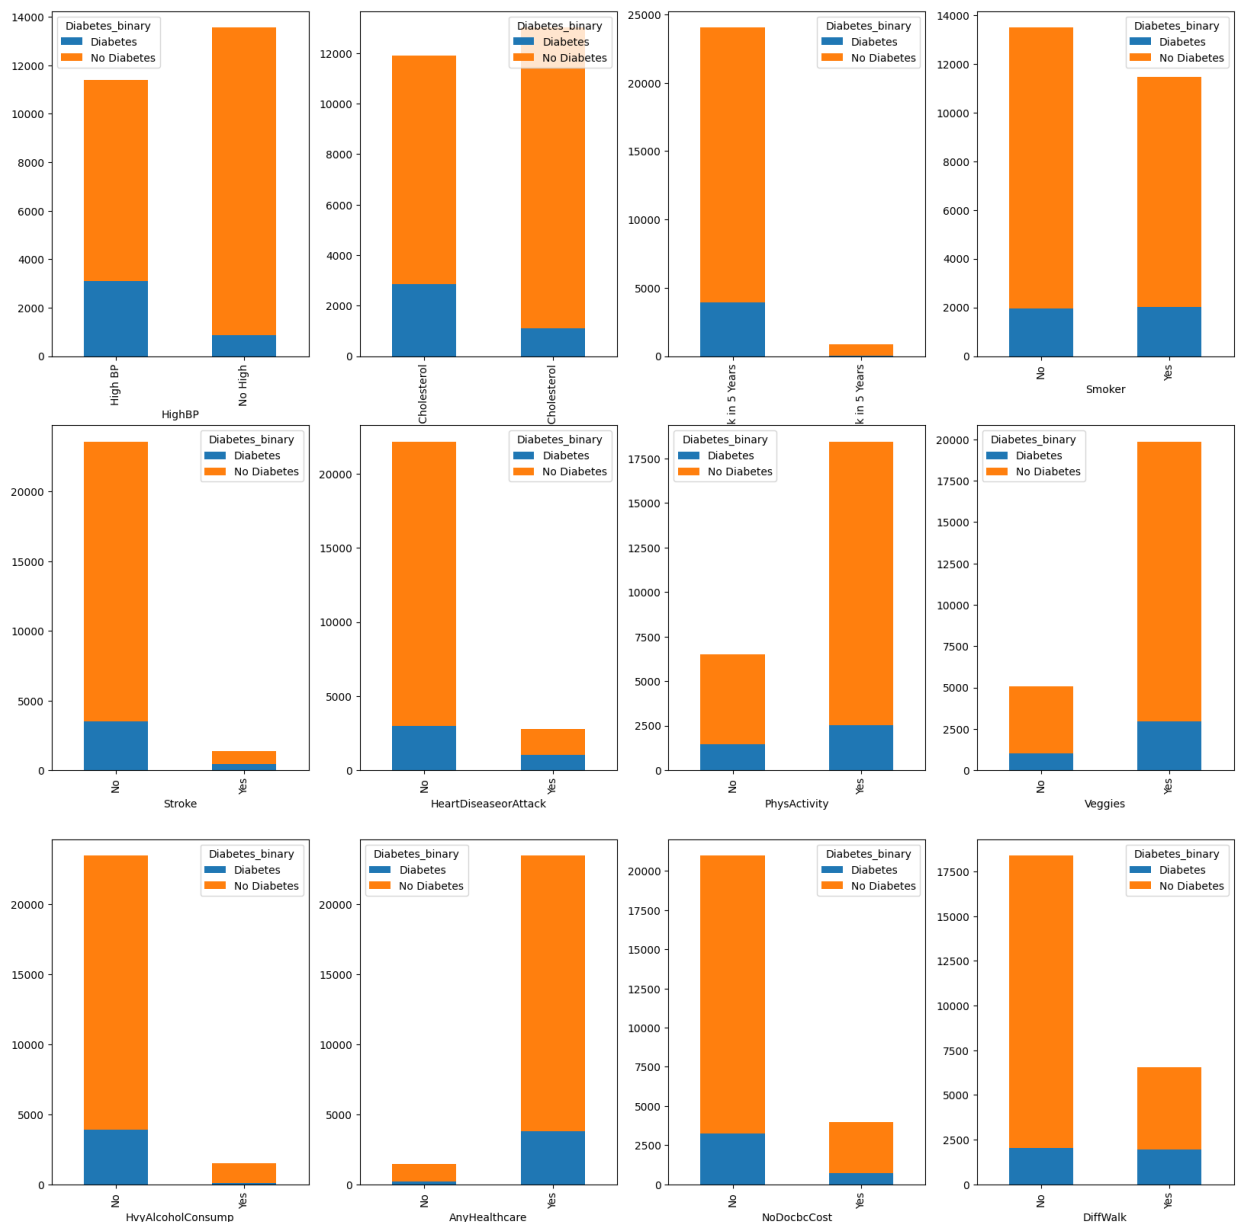 14000
12000
10000
8000
6000
4000
2000
0
Diabetes_binary
Diabetes
No Diabetes
High BP
No High
HighBP
12000
10000
8000
6000
4000
2000
0
Diabetes_binary
Diabetes
No Diabetes
Cholesterol
Cholesterol
25000
20000
15000
10000
5000
0
Diabetes_binary
Diabetes
No Diabetes
k in 5 Years
k in 5 Years
14000
12000
10000
8000
6000
4000
2000
0
Diabetes_binary
Diabetes
No Diabetes
No
Yes
Smoker
20000
15000
10000
5000
0
Diabetes_binary
Diabetes
No Diabetes
No
Yes
Stroke
20000
15000
10000
5000
0
Diabetes_binary
Diabetes
No Diabetes
No
Yes
HeartDiseaseorAttack
17500
15000
12500
10000
7500
5000
2500
0
Diabetes_binary
Diabetes
No Diabetes
No
Yes
PhysActivity
20000
17500
15000
12500
10000
7500
5000
2500
0
Diabetes_binary
Diabetes
No Diabetes
No
Yes
Veggies
20000
15000
10000
5000
0
Diabetes_binary
Diabetes
No Diabetes
No
Yes
HvyAlcoholConsump
20000
15000
10000
5000
0
Diabetes_binary
Diabetes
No Diabetes
No
Yes
AnyHealthcare
20000
17500
15000
12500
10000
7500
5000
2500
0
Diabetes_binary
Diabetes
No Diabetes
No
Yes
NoDocbcCost
17500
15000
12500
10000
7500
5000
2500
0
Diabetes_binary
Diabetes
No Diabetes
No
Yes
DiffWalk